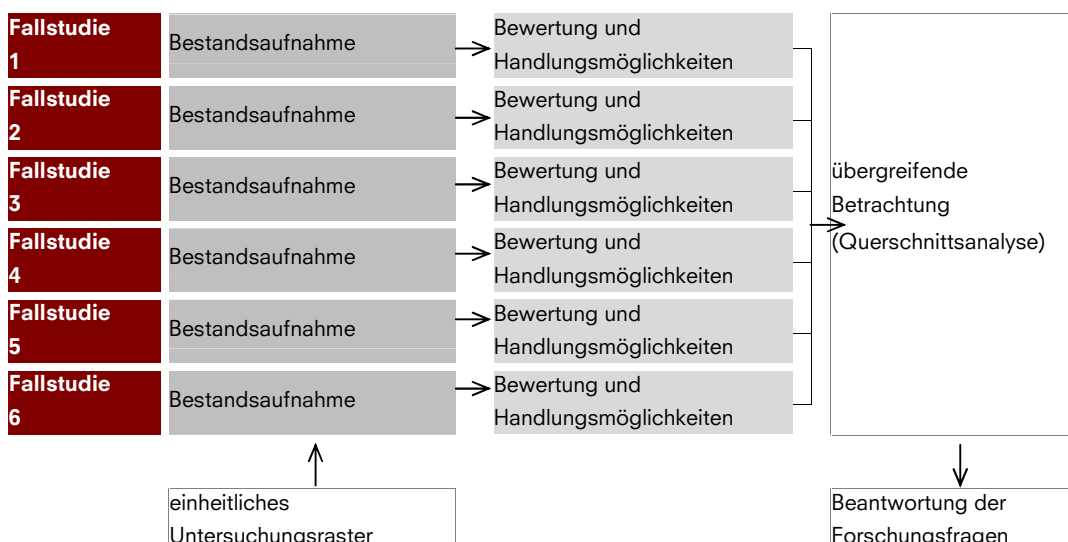 Fallstudie
1
Bestandsaufnahme
Bewertung und
Handlungsmöglichkeiten
Fallstudie
2
Bestandsaufnahme
Bewertung und
Handlungsmöglichkeiten
Fallstudie
3
Bestandsaufnahme
Bewertung und
Handlungsmöglichkeiten
Fallstudie
4
Bestandsaufnahme
Bewertung und
Handlungsmöglichkeiten
Fallstudie
5
Bestandsaufnahme
Bewertung und
Handlungsmöglichkeiten
Fallstudie
6
Bestandsaufnahme
Bewertung und
Handlungsmöglichkeiten
übergreifende
Betrachtung
(Querschnittsanalyse)
einheitliches
Untersuchungsraster
Beantwortung der
Forschungsfragen